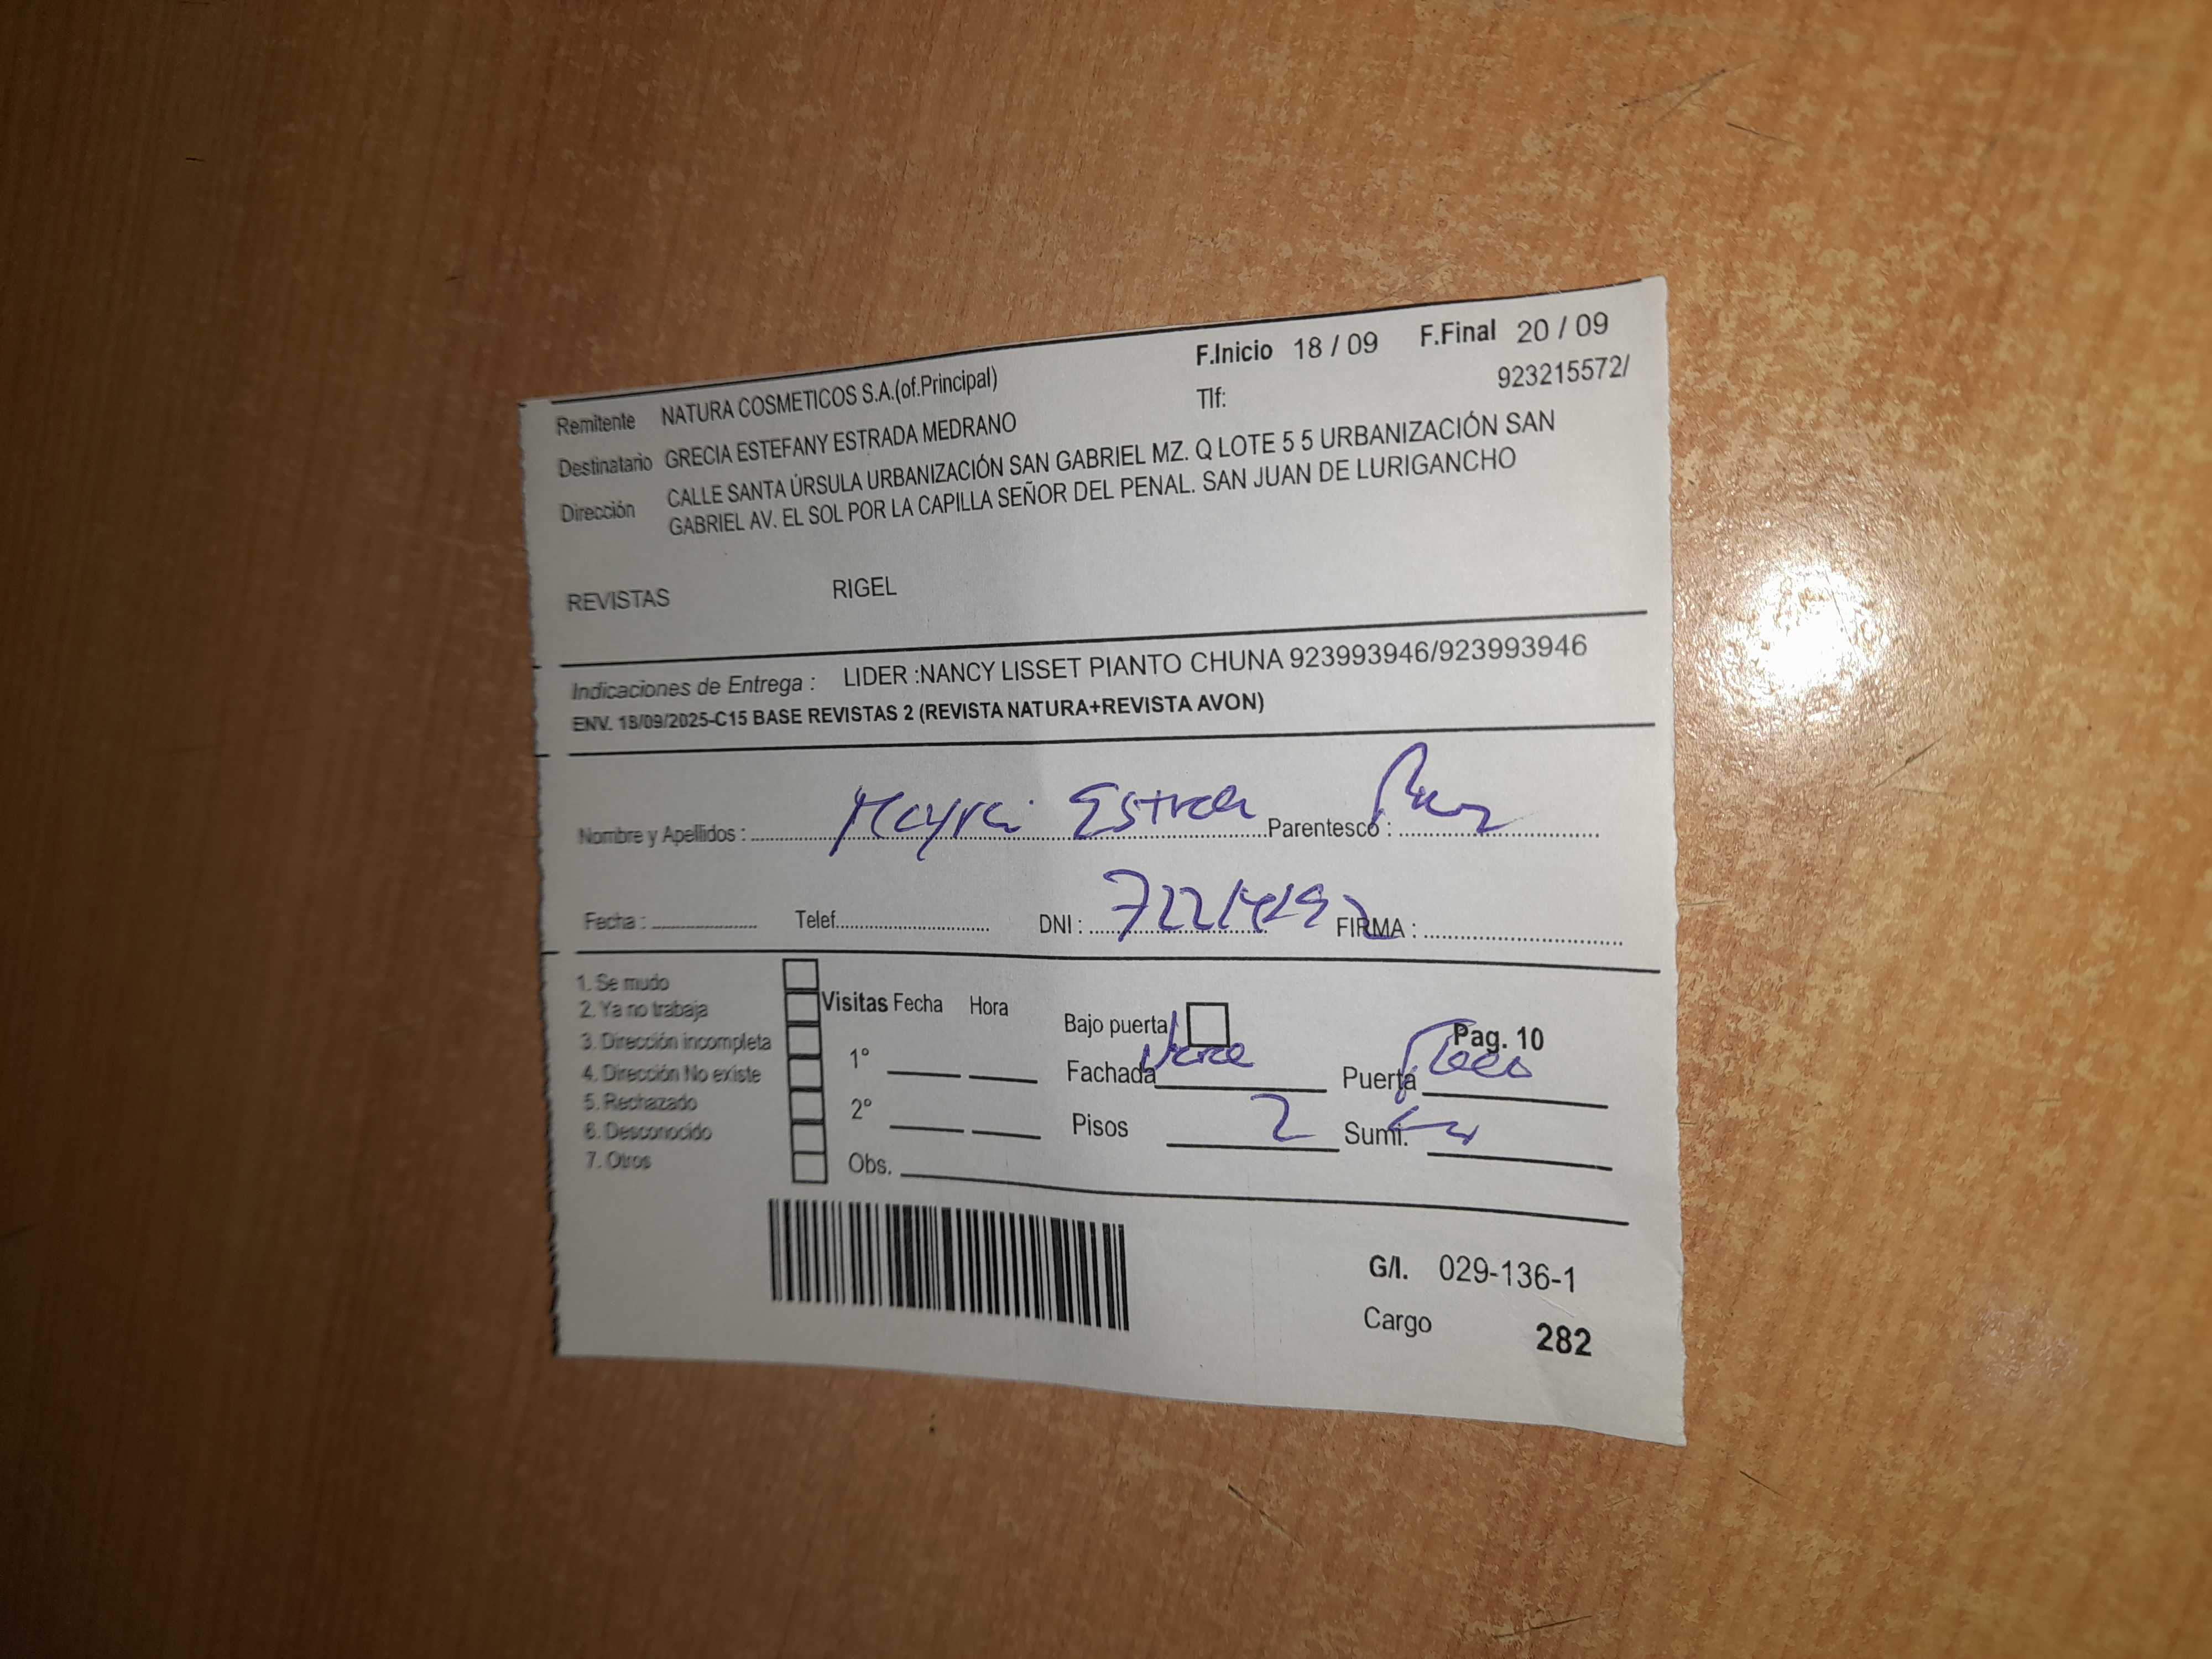 F.Inicio 18 / 09 F.Final 20 / 09
Remitente NATURA COSMETICOS S.A.(of.Principal) Tlf: 923215572/
Destinatario GRECIA ESTEFANY ESTRADA MEDRANO
Dirección CALLE SANTA ÚRSULA URBANIZACIÓN SAN GABRIEL MZ. Q LOTE 5 5 URBANIZACIÓN SAN
GABRIEL AV. EL SOL POR LA CAPILLA SEÑOR DEL PENAL. SAN JUAN DE LURIGANCHO
REVISTAS RIGEL
Indicaciones de Entrega : LIDER :NANCY LISSET PIANTO CHUNA 923993946/923993946
ENV. 18/09/2025-C15 BASE REVISTAS 2 (REVISTA NATURA+REVISTA AVON)
Nombre y Apellidos : Mayra Estrada Parentesco :
Fecha : Telef. DNI : FIRMA :
1. Se mudo
2. Ya no trabaja
3. Dirección incompleta
4. Dirección No existe
5. Rechazado
6. Desconocido
7. Otros
Visitas Fecha Hora
1°
2°
Obs.
Bajo puerta Pag. 10
Fachada Puerta
Pisos 2 Sumi.
G/I. 029-136-1
Cargo 282